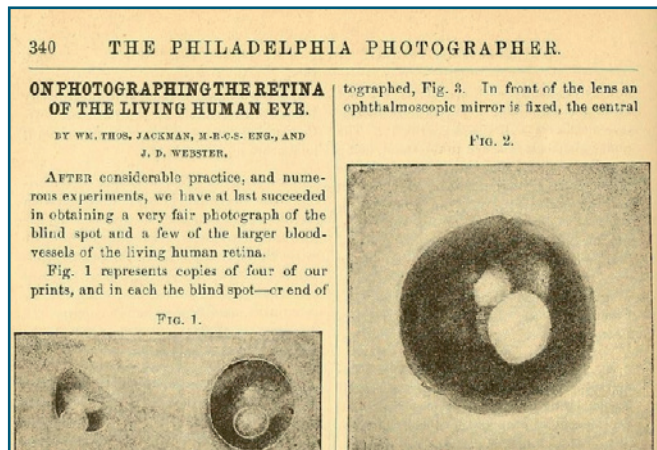 340 THE PHILADELPHIA PHOTOGRAPHER.
ON PHOTOGRAPHING THE RETINA
OF THE LIVING HUMAN EYE.
BY WM. THOS. JACKMAN, M·R·C·S· ENG., AND
J. D. WEBSTER.
AFTER considerable practice, and nume-
rous experiments, we have at last succeeded
in obtaining a very fair photograph of the
blind spot and a few of the larger blood-
vessels of the living human retina.
Fig. 1 represents copies of four of our
prints, and in each the blind spot—or end of
FIG. 1.
tographed, Fig. 3. In front of the lens an
ophthalmoscopic mirror is fixed, the central
FIG. 2.